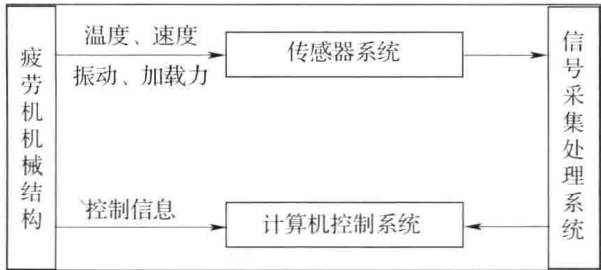 疲劳机机械结构
温度、速度
振动、加载力
传感器系统
信号采集处理系统
控制信息
计算机控制系统